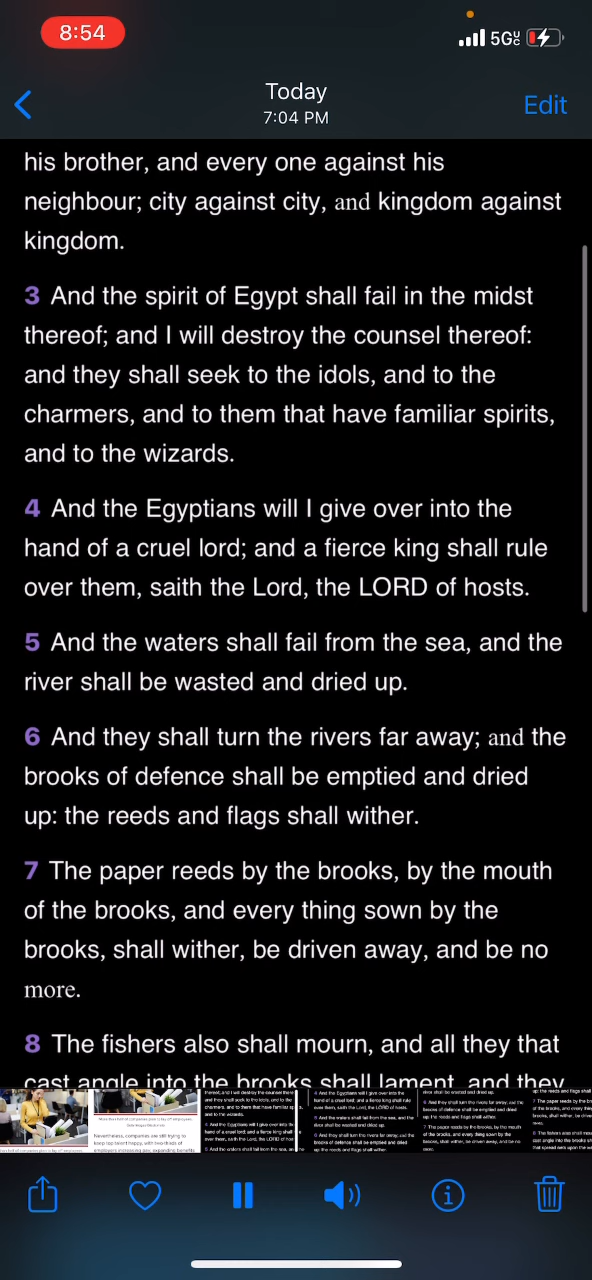 8:54
5G
Today
7:04 PM
Edit
his brother, and every one against his
neighbour; city against city, and kingdom against
kingdom.
3 And the spirit of Egypt shall fail in the midst
thereof; and I will destroy the counsel thereof:
and they shall seek to the idols, and to the
charmers, and to them that have familiar spirits,
and to the wizards.
4 And the Egyptians will I give over into the
hand of a cruel lord; and a fierce king shall rule
over them, saith the Lord, the LORD of hosts.
5 And the waters shall fail from the sea, and the
river shall be wasted and dried up.
6 And they shall turn the rivers far away; and the
brooks of defence shall be emptied and dried
up: the reeds and flags shall wither.
7 The paper reeds by the brooks, by the mouth
of the brooks, and every thing sown by the
brooks, shall wither, be driven away, and be no
more.
8 The fishers also shall mourn, and all they that
cast angle into the brooks shall lament, and they